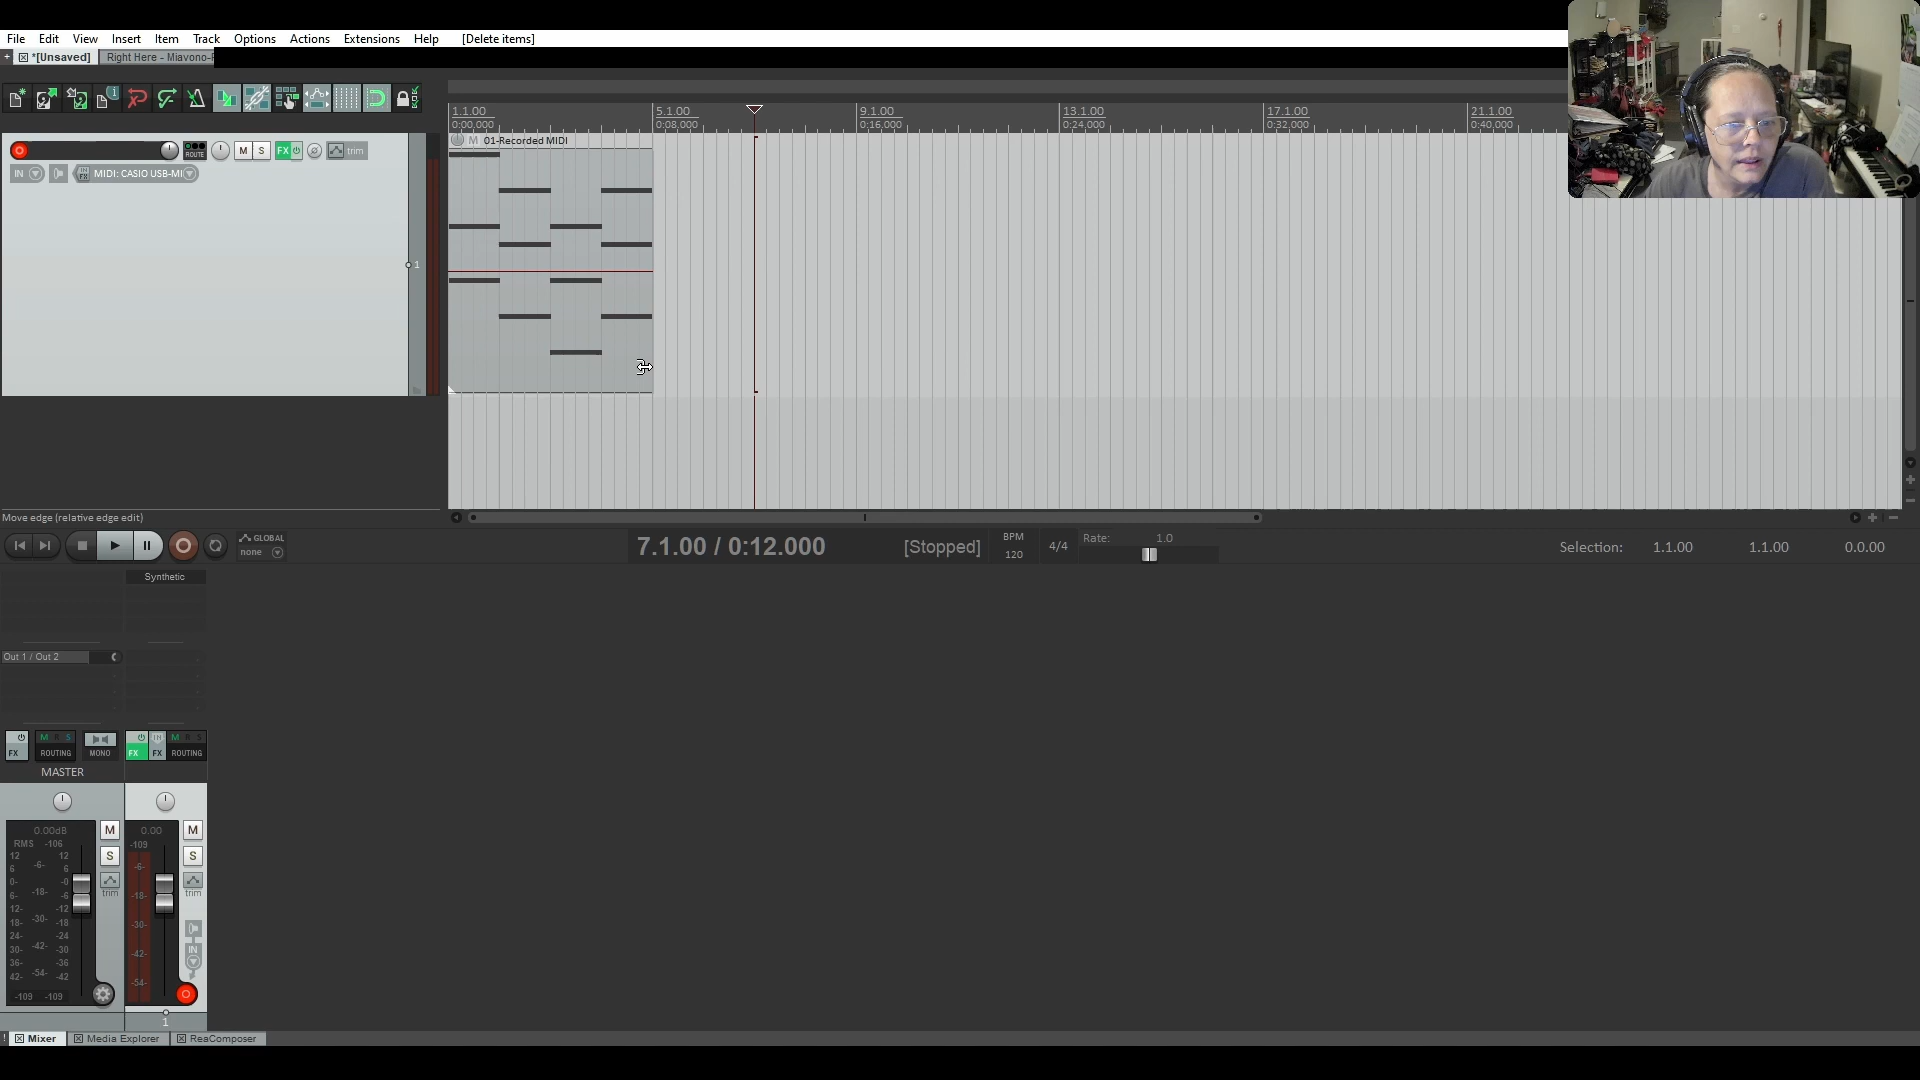 File Edit View Insert Item Track Options Actions Extensions Help [Delete items]
+ *[Unsaved] Right Here - Miavono-R
1.1.00 5.1.00 9.1.00 13.1.00 17.1.00 21.1.00
0:00.000 0:08.000 0:16.000 0:24.000 0:32.000 0:40.000
M 01-Recorded MIDI
ROUTE M S FX trim
IN IN FX MIDI: CASIO USB-MI
1
Move edge (relative edge edit)
GLOBAL
none
7.1.00 / 0:12.000 [Stopped]
BPM
120
4/4
Rate: 1.0
Selection: 1.1.00 1.1.00 0.0.00
Synthetic
Out 1 / Out 2
FX M R S ROUTING MONO FX IN FX M R S ROUTING
MASTER
0.00dB M 0.00 M
RMS -106 -109
12 12 S -6- S
6 -6- 6
0- -0 trim -18- trim
6- -18- -6
12- -12
18- -30- -18 -30-
24- -24
30- -42- -30 -42- IN
36- -36
42- -54- -42 -54-
-109 -109
1
! Mixer Media Explorer ReaComposer